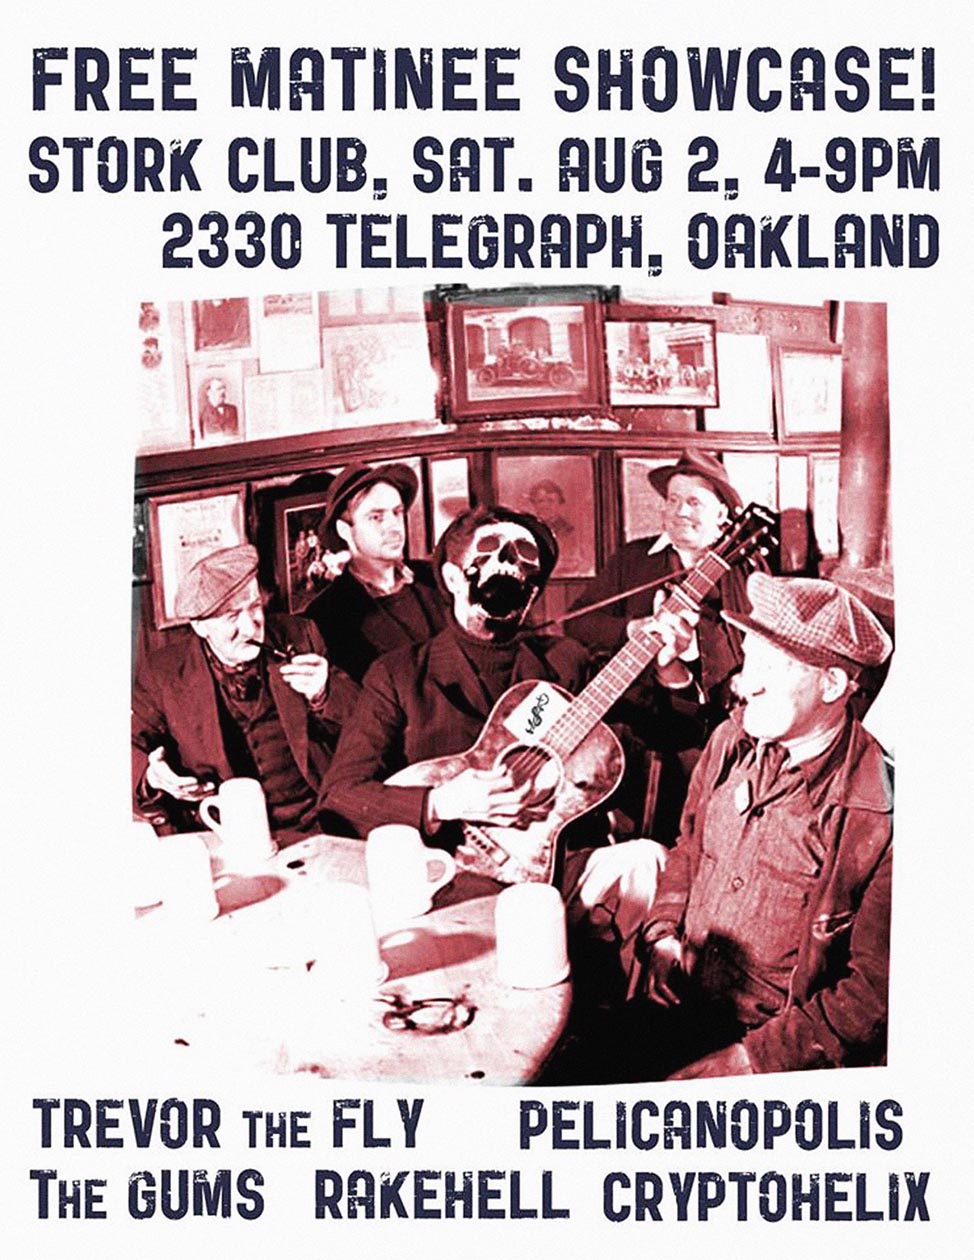 FREE MATINEE SHOWCASE!
STORK CLUB, SAT. AUG 2, 4-9PM
2330 TELEGRAPH, OAKLAND
TREVOR THE FLY PELICANOPOLIS
THE GUMS RAKEHELL CRYPTOHELIX